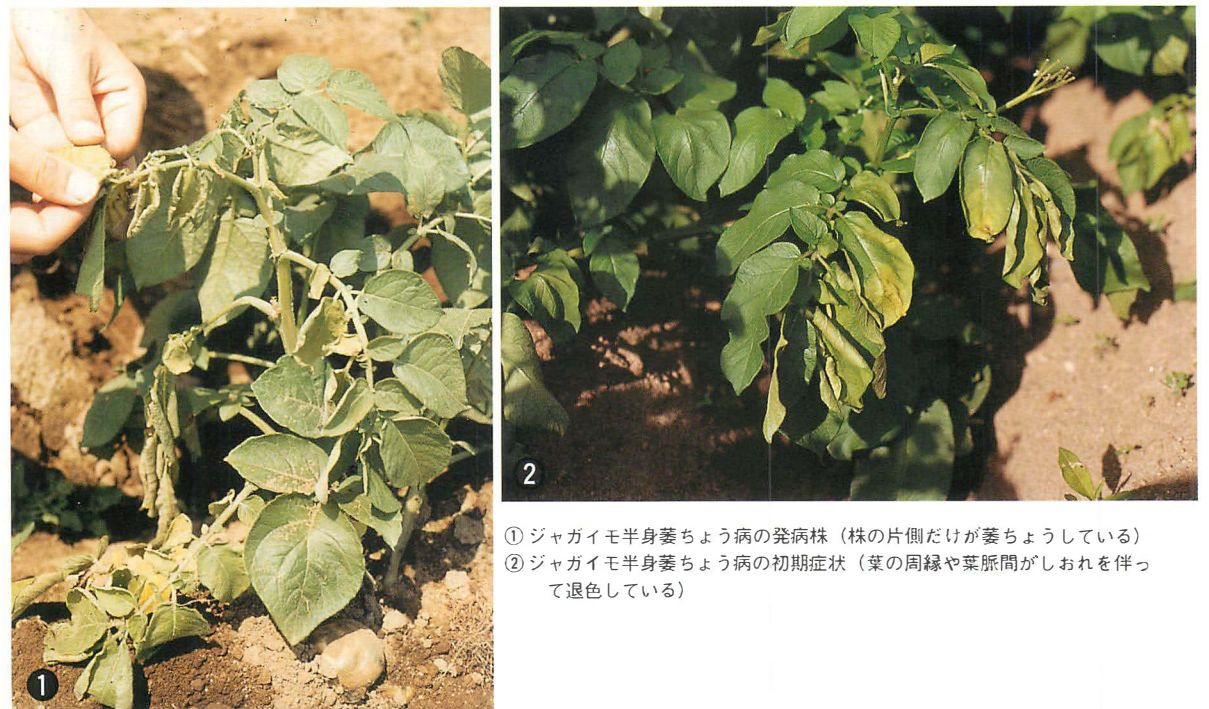 1
2
① ジャガイモ半身萎ちょう病の発病株（株の片側だけが萎ちょうしている）
② ジャガイモ半身萎ちょう病の初期症状（葉の周縁や葉脈間がしおれを伴っ
て退色している）